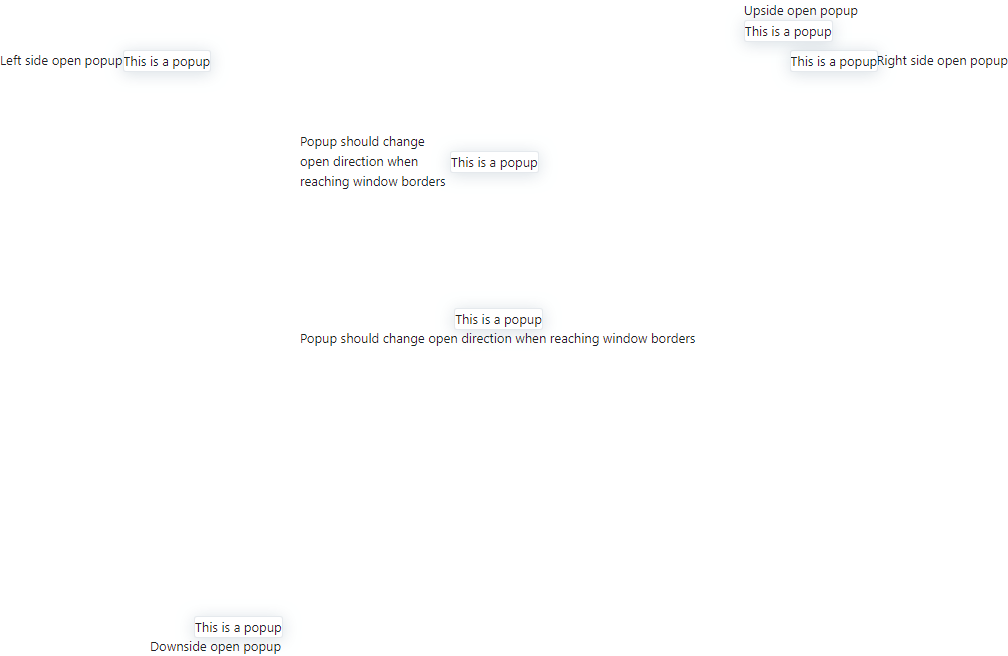 Upside open popup
This is a popup
Left side open popup This is a popup
This is a popup Right side open popup
Popup should change
open direction when
reaching window borders
This is a popup
This is a popup
Popup should change open direction when reaching window borders
This is a popup
Downside open popup